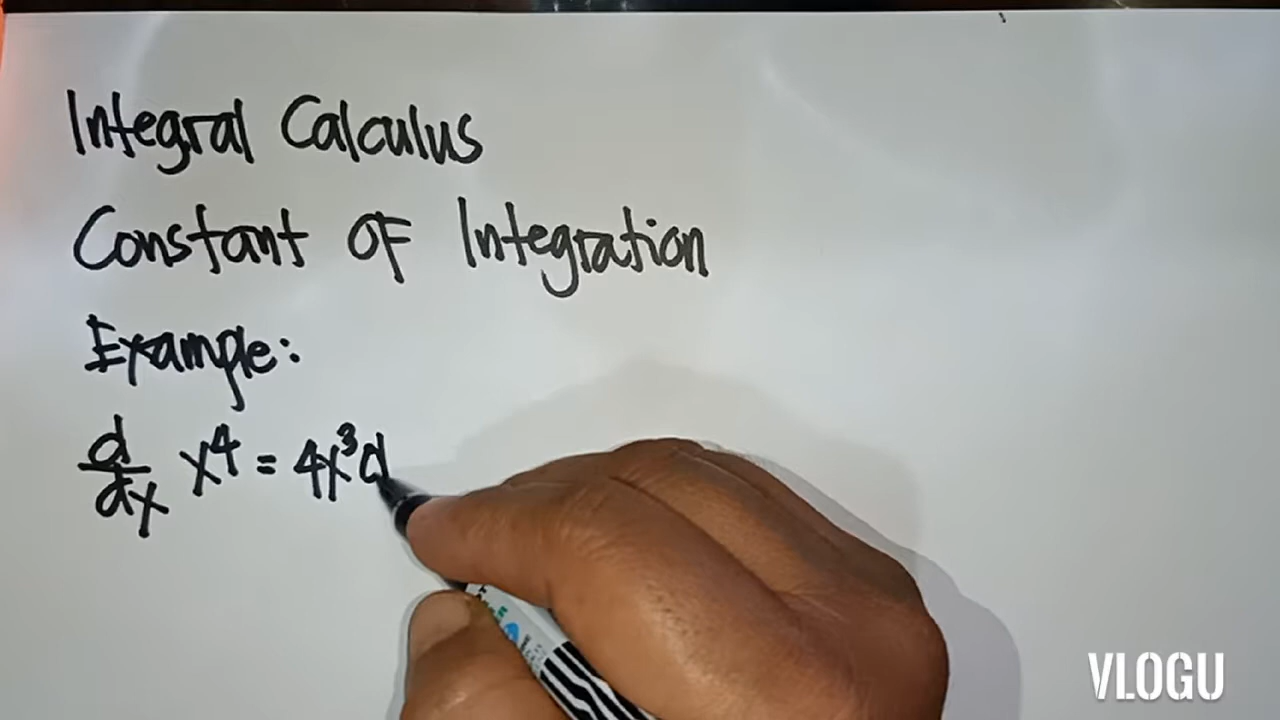 Integral Calculus
Constant OF Integration
Example:
d/dx x⁴ = 4x³d
VLOGU